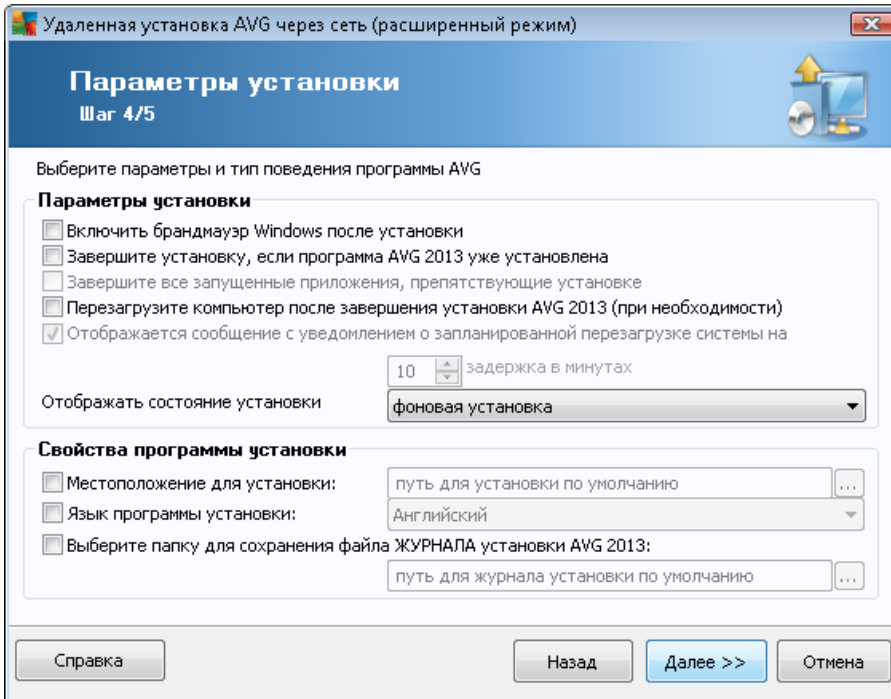 Удаленная установка AVG через сеть (расширенный режим)
Параметры установки
Шаг 4/5
Выберите параметры и тип поведения программы AVG
Параметры установки
Включить брандмауэр Windows после установки
Завершите установку, если программа AVG 2013 уже установлена
Завершите все запущенные приложения, препятствующие установке
Перезагрузите компьютер после завершения установки AVG 2013 (при необходимости)
Отображается сообщение с уведомлением о запланированной перезагрузке системы на
10 задержка в минутах
Отображать состояние установки фоновая установка
Свойства программы установки
Местоположение для установки: путь для установки по умолчанию ...
Язык программы установки: Английский
Выберите папку для сохранения файла ЖУРНАЛА установки AVG 2013:
путь для журнала установки по умолчанию ...
Справка Назад Далее >> Отмена